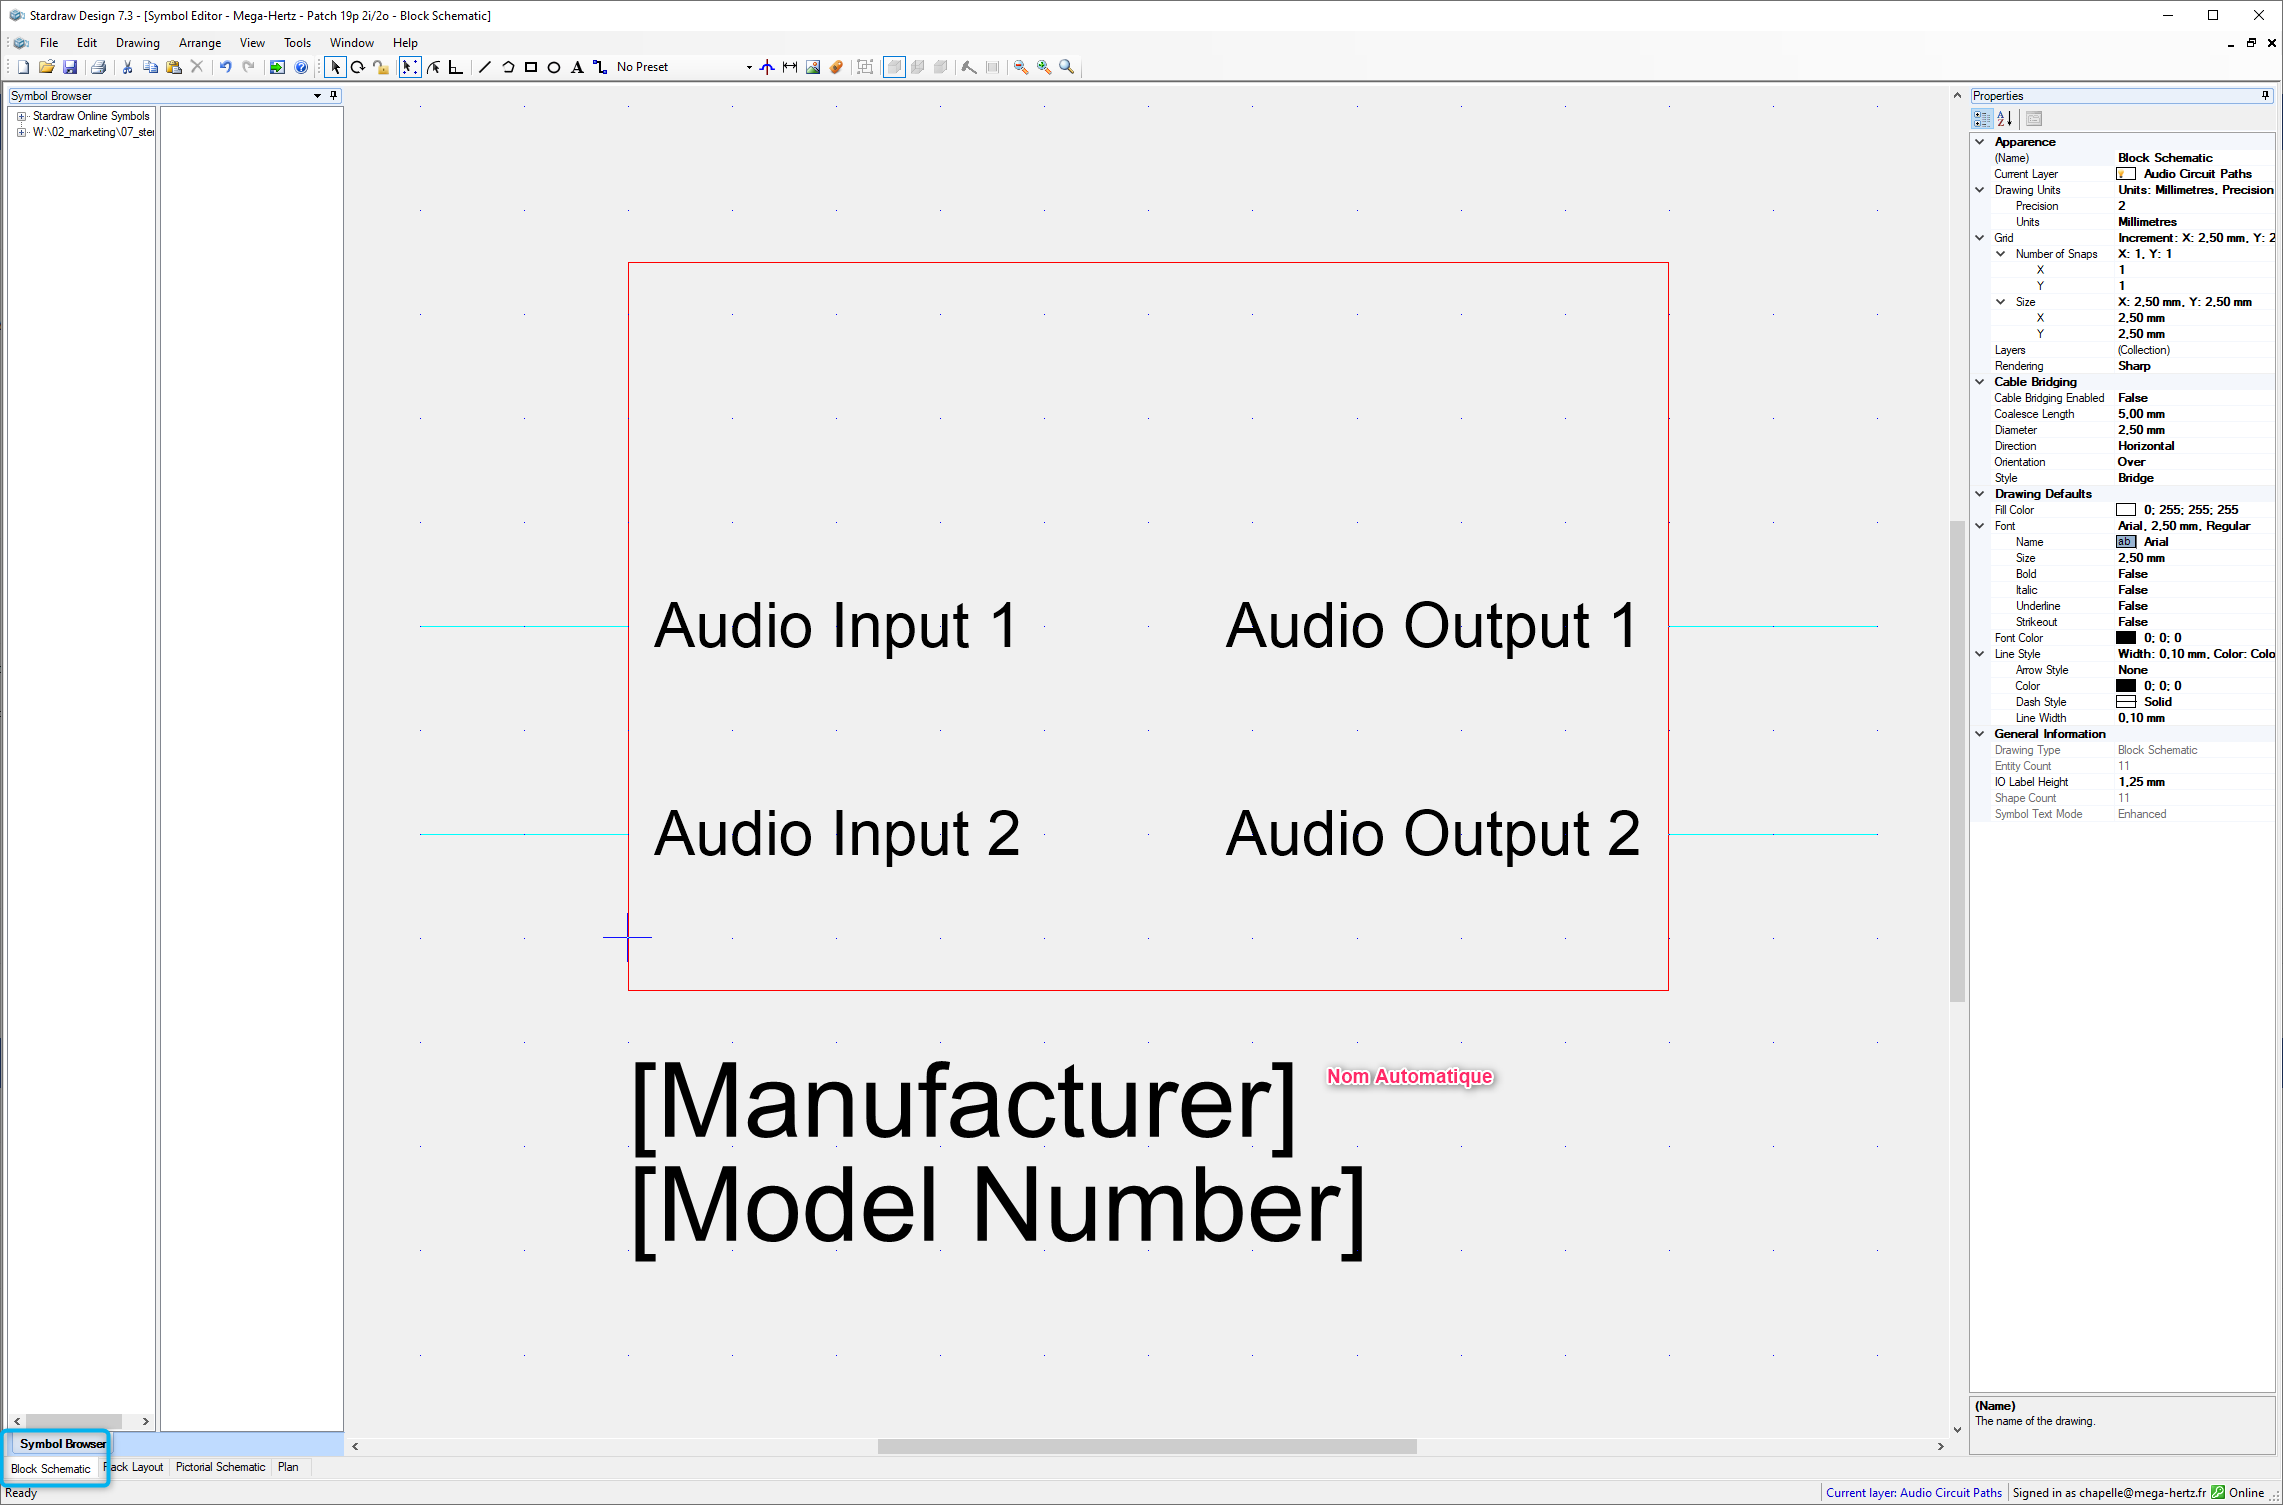 Stardraw Design 7.3 - [Symbol Editor - Mega-Hertz - Patch 19p 2i/2o - Block Schematic]
File Edit Drawing Arrange View Tools Window Help
No Preset
Symbol Browser
Stardraw Online Symbols
W:\02_marketing\07_ster
Audio Input 1 Audio Output 1
Audio Input 2 Audio Output 2
[Manufacturer]
Nom Automatique
[Model Number]
Properties
Apparence
(Name) Block Schematic
Current Layer Audio Circuit Paths
Drawing Units Units: Millimetres, Precision
Precision 2
Units Millimetres
Grid Increment: X: 2,50 mm, Y: 2
Number of Snaps X: 1, Y: 1
X 1
Y 1
Size X: 2,50 mm, Y: 2,50 mm
X 2,50 mm
Y 2,50 mm
Layers (Collection)
Rendering Sharp
Cable Bridging
Cable Bridging Enabled False
Coalesce Length 5,00 mm
Diameter 2,50 mm
Direction Horizontal
Orientation Over
Style Bridge
Drawing Defaults
Fill Color 0; 255; 255; 255
Font Arial, 2,50 mm, Regular
Name ab Arial
Size 2,50 mm
Bold False
Italic False
Underline False
Strikeout False
Font Color 0; 0; 0
Line Style Width: 0,10 mm, Color: Colo
Arrow Style None
Color 0; 0; 0
Dash Style Solid
Line Width 0,10 mm
General Information
Drawing Type Block Schematic
Entity Count 11
IO Label Height 1,25 mm
Shape Count 11
Symbol Text Mode Enhanced
(Name)
The name of the drawing.
Symbol Browser
Block Schematic ack Layout Pictorial Schematic Plan
Ready
Current layer: Audio Circuit Paths Signed in as chapelle@mega-hertz.fr Online